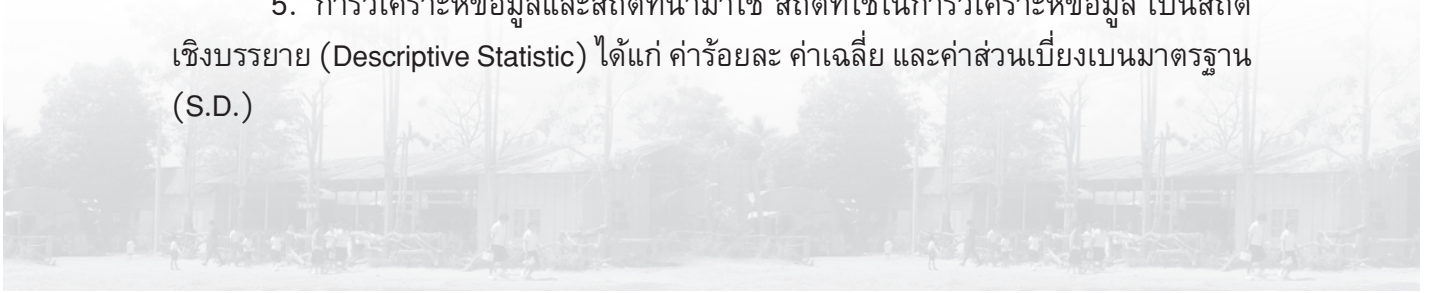 5. การวิเคราะห์ข้อมูลและสถิติที่นำมาใช้ สถิติที่ใช้ในการวิเคราะห์ข้อมูล เป็นสถิติ
เชิงบรรยาย (Descriptive Statistic) ได้แก่ ค่าร้อยละ ค่าเฉลี่ย และค่าส่วนเบี่ยงเบนมาตรฐาน
(S.D.)